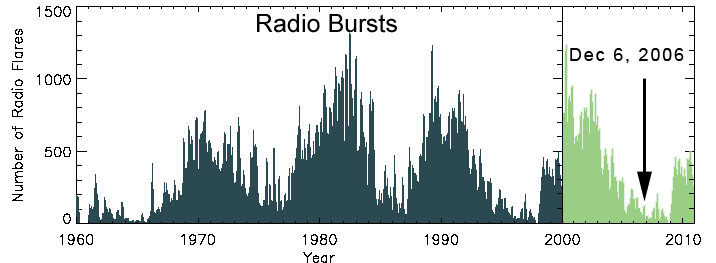 Radio Bursts
Dec 6, 2006
Number of Radio Flares
1500
1000
500
0
1960 1970 1980 1990 2000 2010
Year